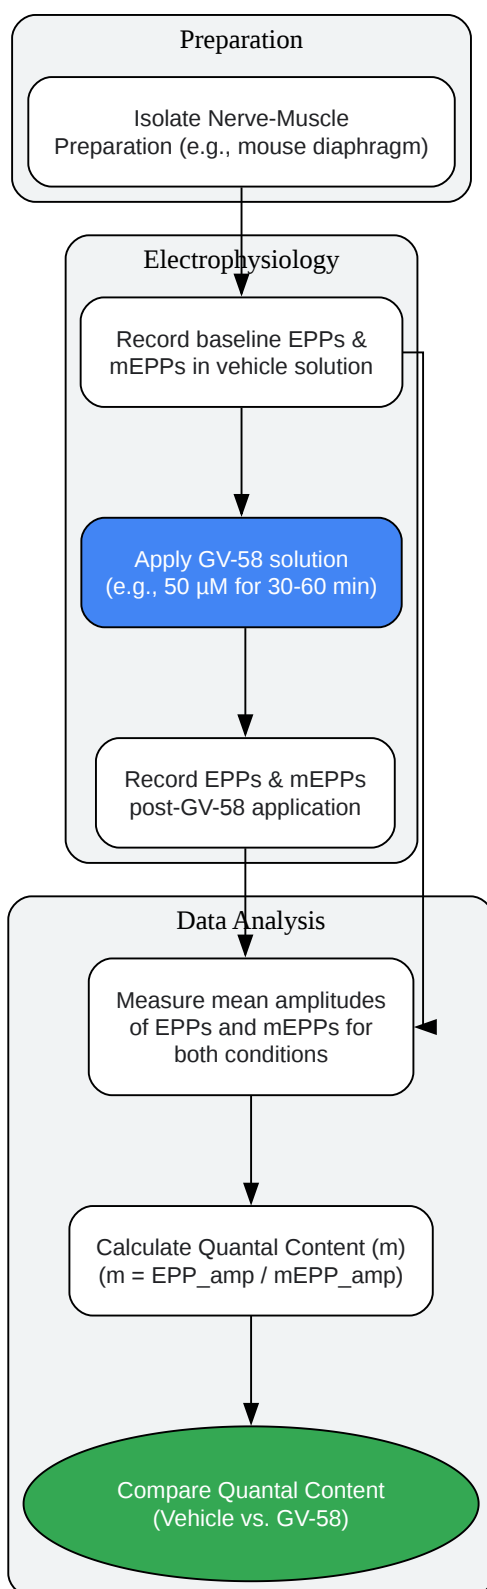 Preparation
Isolate Nerve-Muscle
Preparation (e.g., mouse diaphragm)
Electrophysiology
Record baseline EPPs &
mEPPs in vehicle solution
Apply GV-58 solution
(e.g., 50 µM for 30-60 min)
Record EPPs & mEPPs
post-GV-58 application
Data Analysis
Measure mean amplitudes
of EPPs and mEPPs for
both conditions
Calculate Quantal Content (m)
(m = EPP_amp / mEPP_amp)
Compare Quantal Content
(Vehicle vs. GV-58)